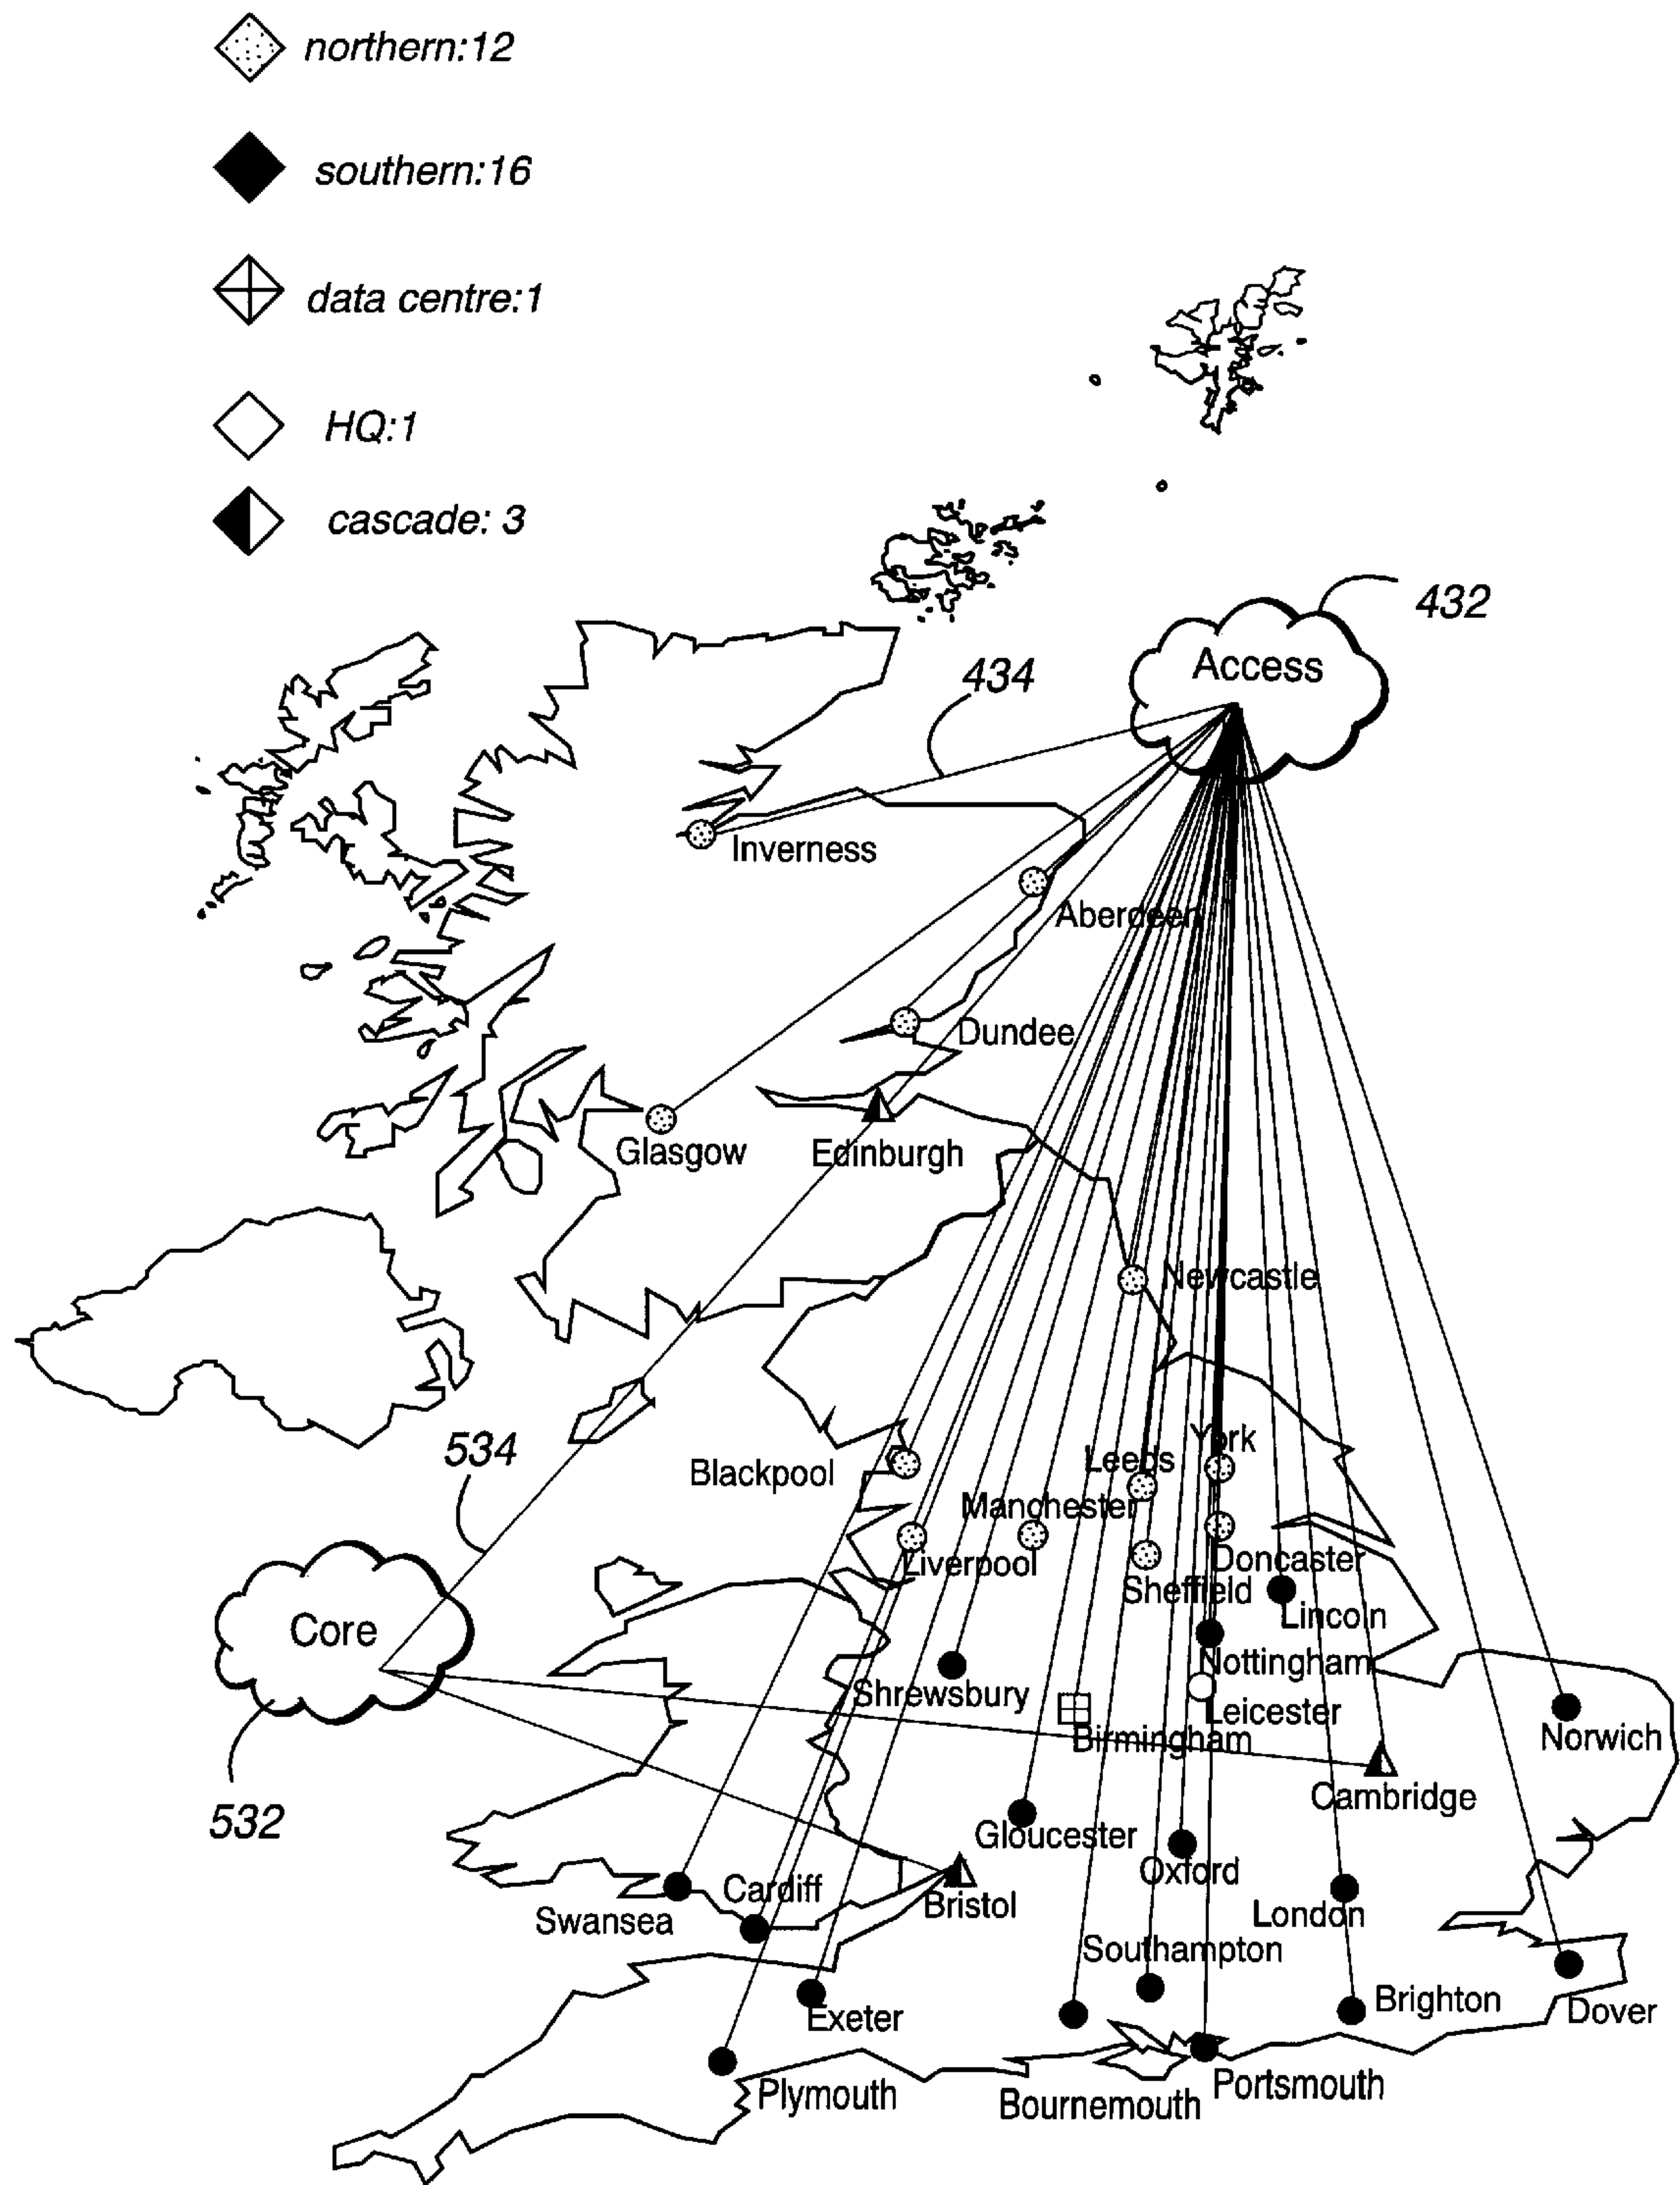 northern:12
southern:16
data centre:1
HQ:1
cascade: 3
432
Access
434
Inverness
Aberdeen
Dundee
Glasgow
Edinburgh
Newcastle
York
534
Leeds
Blackpool
Manchester
Liverpool
Doncaster
Sheffield
Lincoln
Core
Nottingham
Shrewsbury
Leicester
Norwich
Birmingham
Cambridge
532
Gloucester
Oxford
Cardiff
Bristol
London
Swansea
Southampton
Brighton
Dover
Exeter
Portsmouth
Plymouth
Bournemouth